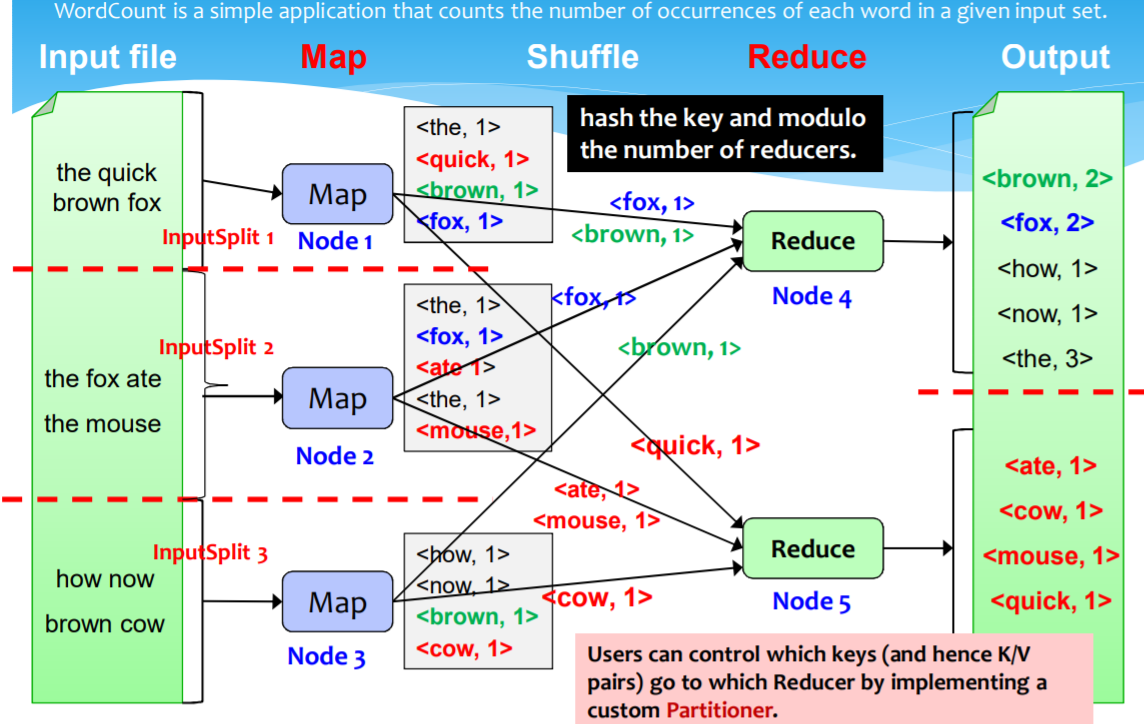 WordCount is a simple application that counts the number of occurrences of each word in a given input set.
Input file
Map
Shuffle
Reduce
Output
the quick
brown fox
InputSplit 1
Map
Node 1
<the, 1>
<quick, 1>
<brown, 1>
<fox, 1>
hash the key and modulo
the number of reducers.
<fox, 1>
<brown, 1>
Reduce
Node 4
<brown, 2>
<fox, 2>
<how, 1>
<now, 1>
<the, 3>
InputSplit 2
the fox ate
the mouse
Map
Node 2
<the, 1>
<fox, 1>
<ate 1>
<the, 1>
<mouse,1>
<fox, 1>
<brown, 1>
<quick, 1>
<ate, 1>
<mouse, 1>
InputSplit 3
how now
brown cow
Map
Node 3
<how, 1>
<now, 1>
<brown, 1>
<cow, 1>
<cow, 1>
Reduce
Node 5
<ate, 1>
<cow, 1>
<mouse, 1>
<quick, 1>
Users can control which keys (and hence K/V
pairs) go to which Reducer by implementing a
custom Partitioner.